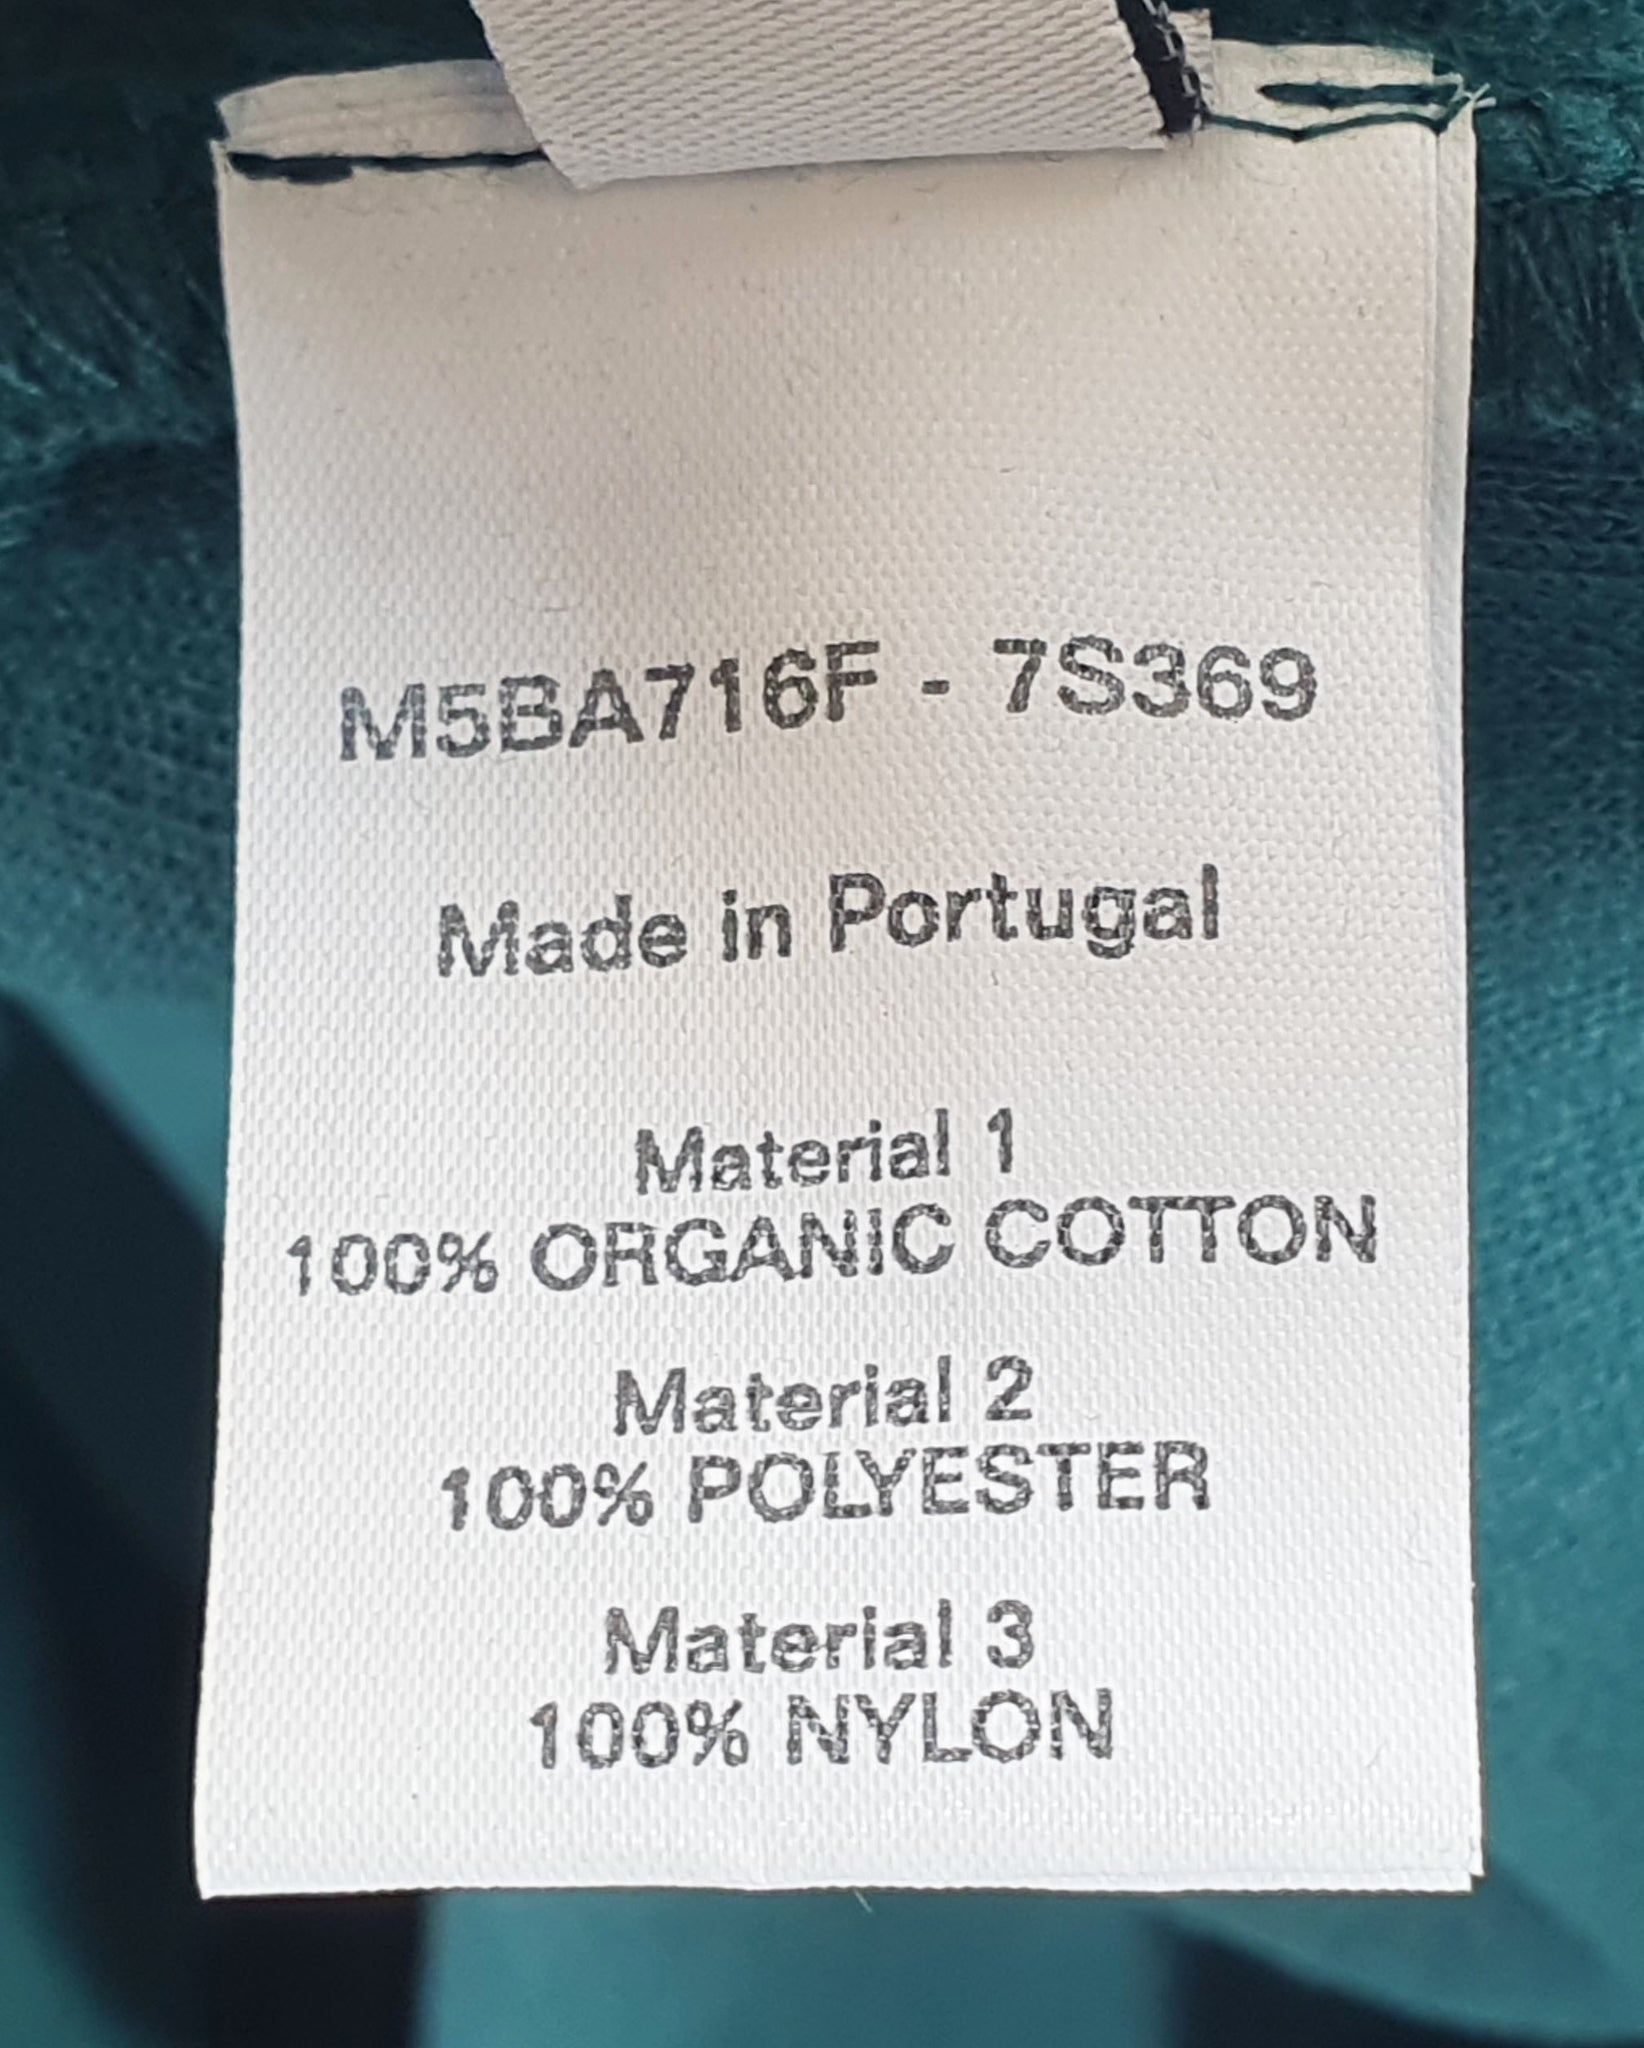 M5BA716F - 7S369
Made in Portugal
Material 1
100% ORGANIC COTTON
Material 2
100% POLYESTER
Material 3
100% NYLON